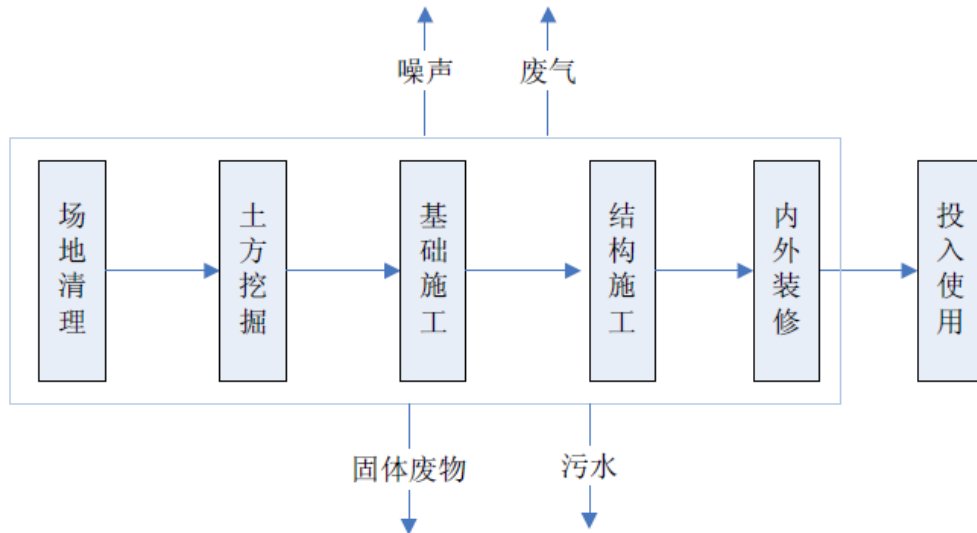 噪声
废气
场地清理
土方挖掘
基础施工
结构施工
内外装修
投入使用
固体废物
污水